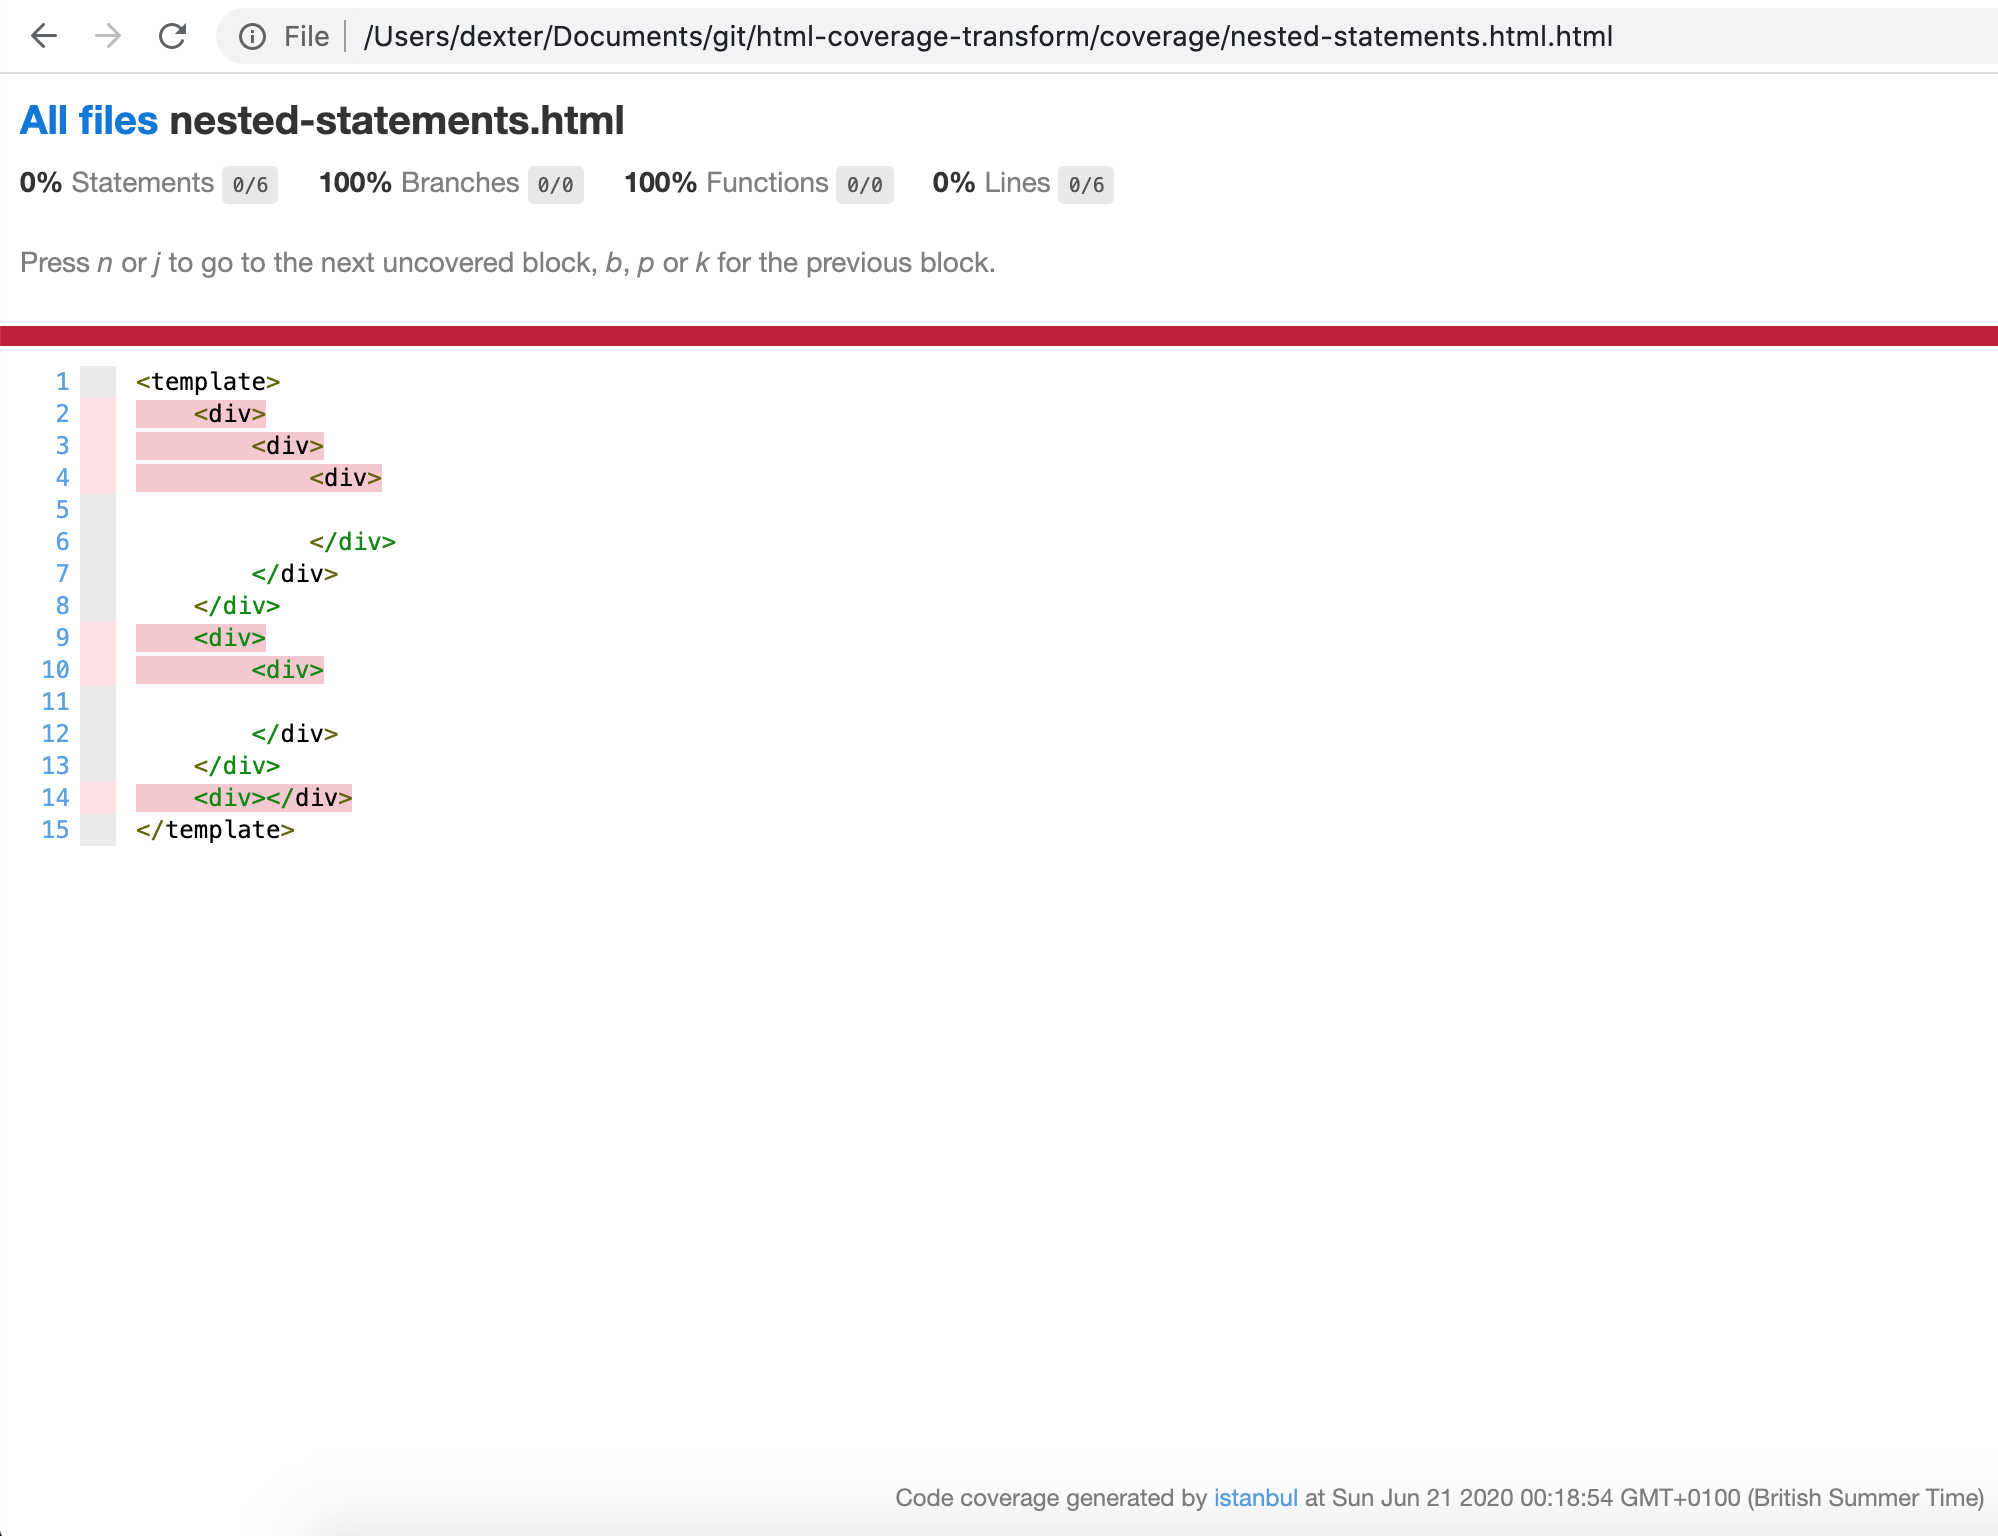 File /Users/dexter/Documents/git/html-coverage-transform/coverage/nested-statements.html.html
All files nested-statements.html
0% Statements 0/6 100% Branches 0/0 100% Functions 0/0 0% Lines 0/6
Press n or j to go to the next uncovered block, b, p or k for the previous block.
1 <template>
2     <div>
3         <div>
4             <div>
5
6             </div>
7         </div>
8     </div>
9     <div>
10         <div>
11
12         </div>
13     </div>
14     <div></div>
15 </template>
Code coverage generated by istanbul at Sun Jun 21 2020 00:18:54 GMT+0100 (British Summer Time)